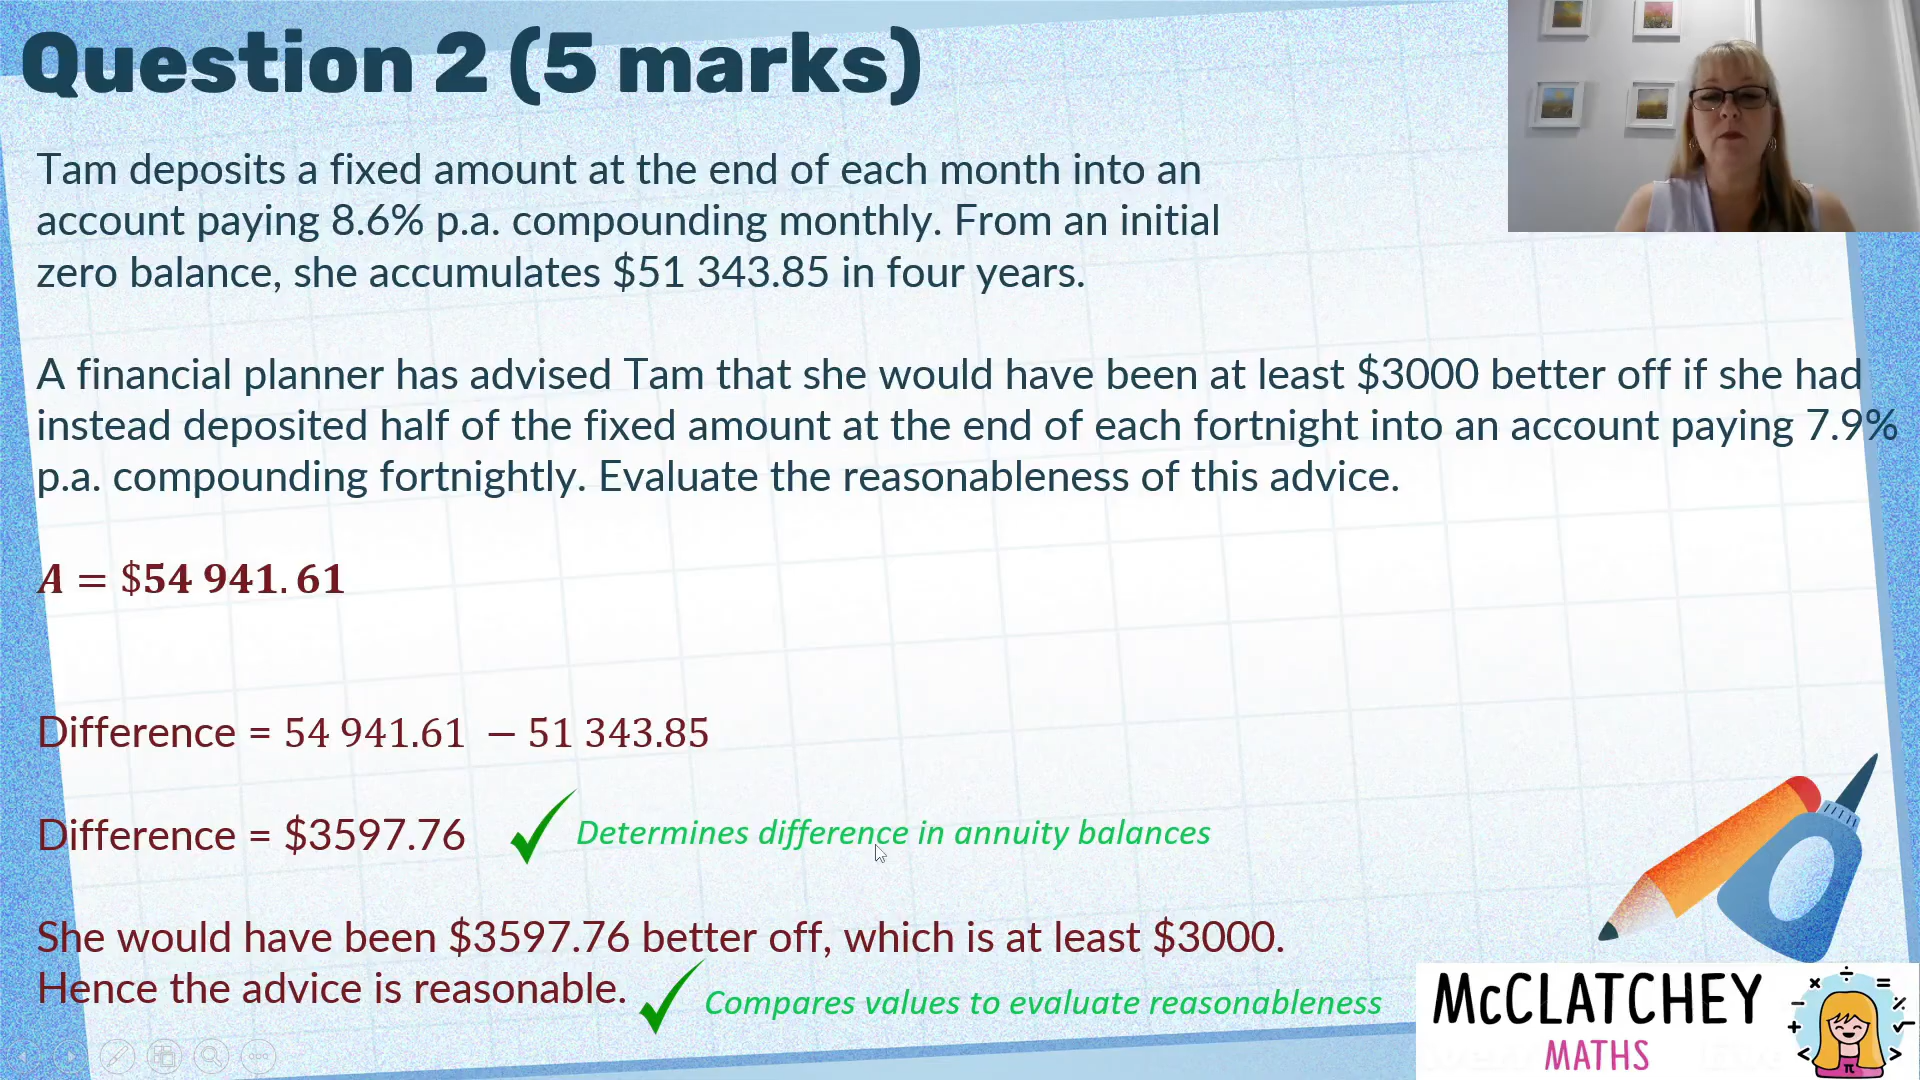 Question 2 (5 marks)
Tam deposits a fixed amount at the end of each month into an
account paying 8.6% p.a. compounding monthly. From an initial
zero balance, she accumulates $51 343.85 in four years.
A financial planner has advised Tam that she would have been at least $3000 better off if she had
instead deposited half of the fixed amount at the end of each fortnight into an account paying 7.9%
p.a. compounding fortnightly. Evaluate the reasonableness of this advice.
A = $54 941.61
Difference = 54 941.61 − 51 343.85
Difference = $3597.76
Determines difference in annuity balances
She would have been $3597.76 better off, which is at least $3000.
Hence the advice is reasonable.
Compares values to evaluate reasonableness
McCLATCHEY
MATHS